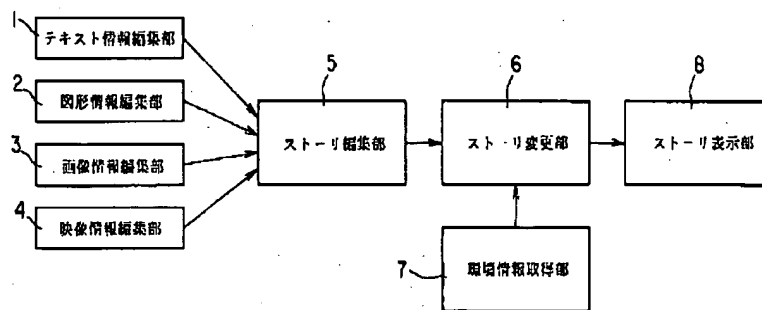 1
テキスト情報編集部
2
図形情報編集部
3
画像情報編集部
4
映像情報編集部
5
ストーリ編集部
6
ストーリ変更部
7
環境情報取得部
8
ストーリ表示部